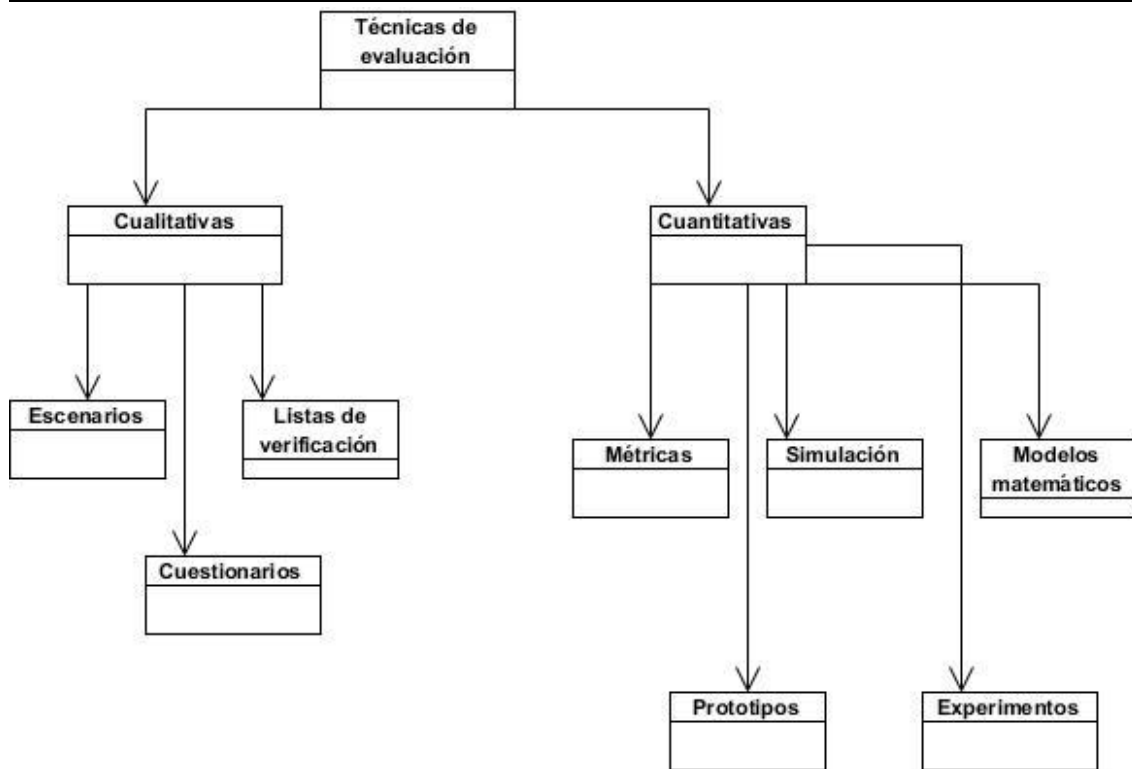 Técnicas de
evaluación
Cualitativas
Cuantitativas
Escenarios
Listas de
verificación
Métricas
Simulación
Modelos
matemáticos
Cuestionarios
Prototipos
Experimentos